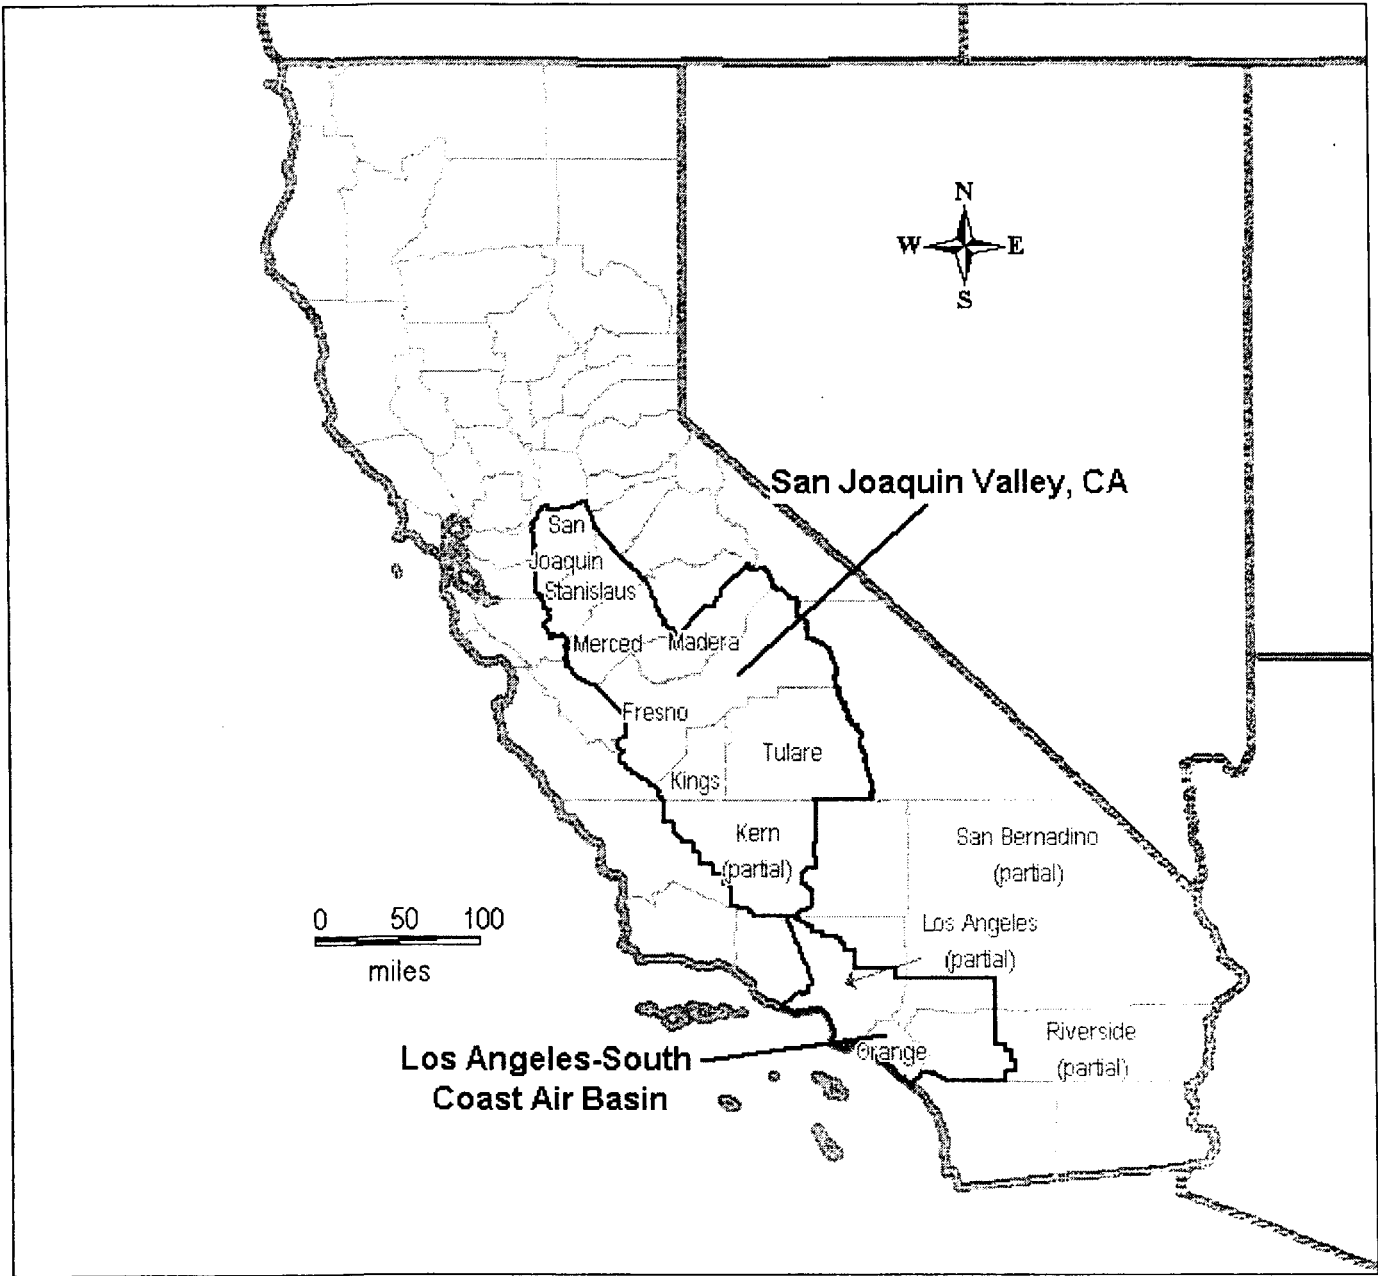 N
W E
S
San Joaquin Valley, CA
San
Joaquin
Stanislaus
Merced Madera
Fresno
Tulare
Kings
Kern
(partial)
San Bernadino
(partial)
0 50 100
miles
Los Angeles
(partial)
Los Angeles-South
Coast Air Basin
Orange
Riverside
(partial)